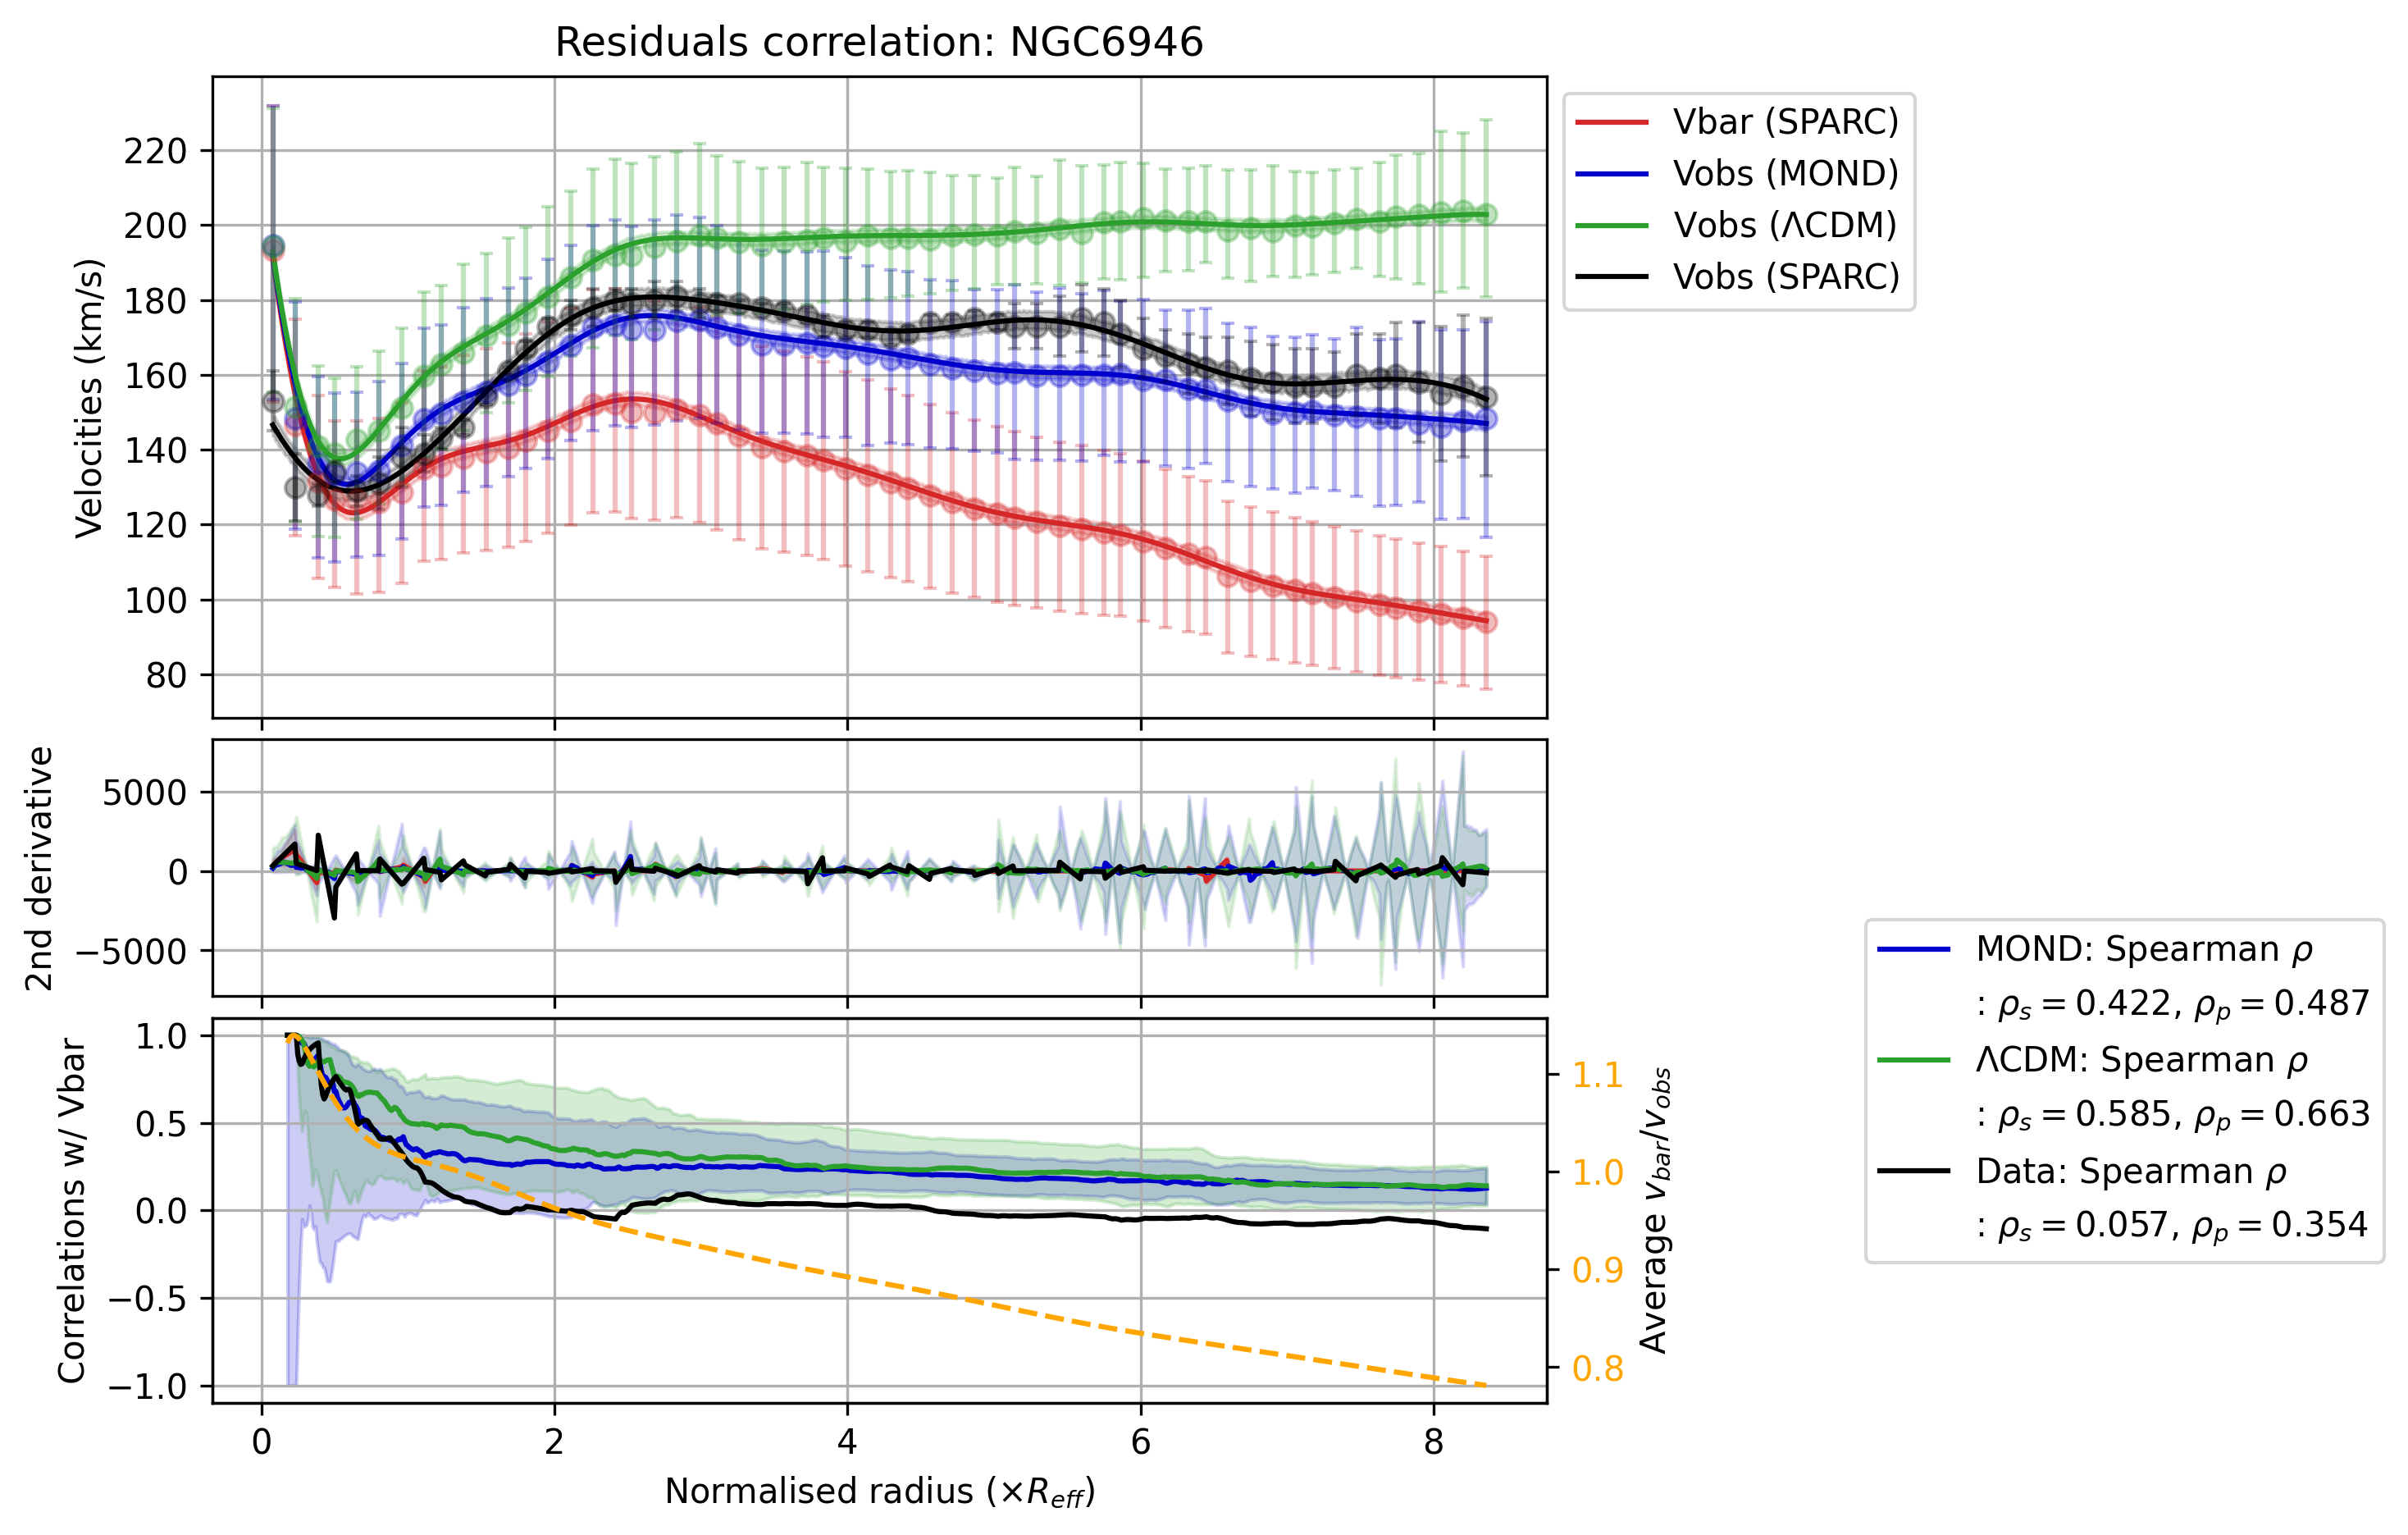 Residuals correlation: NGC6946
Velocities (km/s)
220
200
180
160
140
120
100
80
Vbar (SPARC)
Vobs (MOND)
Vobs (ΛCDM)
Vobs (SPARC)
2nd derivative
5000
0
−5000
Correlations w/ Vbar
1.0
0.5
0.0
−0.5
−1.0
1.1
1.0
0.9
0.8
Average v_bar/v_obs
MOND: Spearman ρ
: ρ_s = 0.422, ρ_p = 0.487
ΛCDM: Spearman ρ
: ρ_s = 0.585, ρ_p = 0.663
Data: Spearman ρ
: ρ_s = 0.057, ρ_p = 0.354
0 2 4 6 8
Normalised radius (×R_eff)